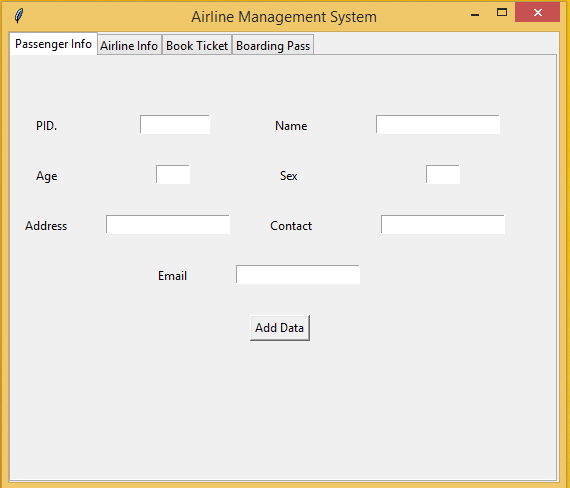 Airline Management System
Passenger Info Airline Info Book Ticket Boarding Pass
PID. Name
Age Sex
Address Contact
Email
Add Data